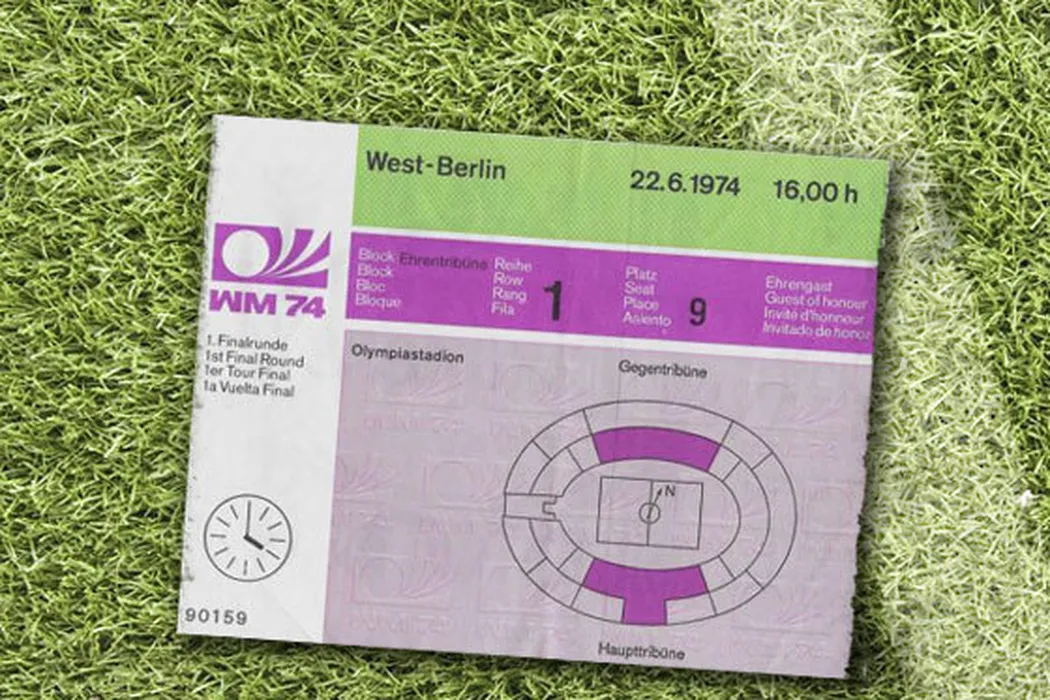 West-Berlin
22.6.1974 16,00 h
WM 74
Block Ehrentribüne
Block
Bloc
Bloque
Reihe
Row
Rang
Fila
1
Platz
Seat
Place
Asiento
9
Ehrengast
Guest of honour
Invité d'honnour
Invitado de honor
1. Finalrunde
1st Final Round
1er Tour Final
1a Vuelta Final
Olympiastadion
Gegentribüne
N
Haupttribüne
90159